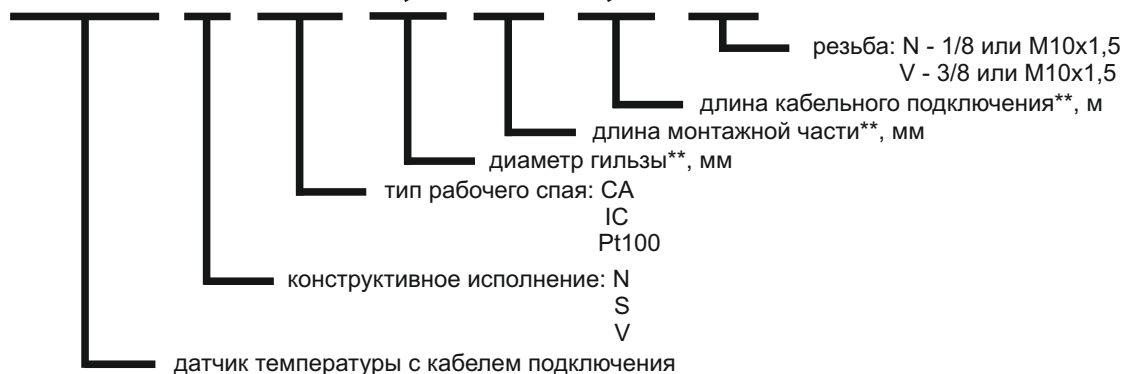 резьба: N - 1/8 или M10x1,5
V - 3/8 или M10x1,5
длина кабельного подключения**, м
длина монтажной части**, мм
диаметр гильзы**, мм
тип рабочего спая: CA
IC
Pt100
конструктивное исполнение: N
S
V
датчик температуры с кабелем подключения